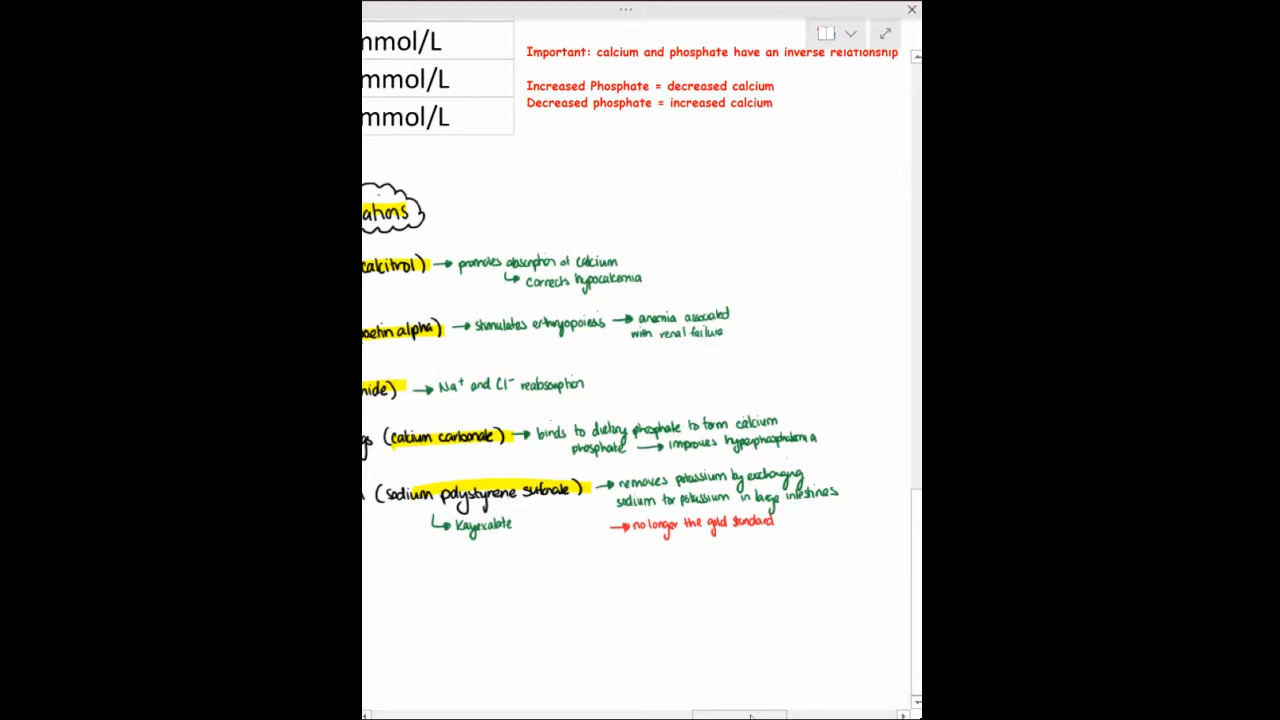 mmol/L
mmol/L
mmol/L
Important: calcium and phosphate have an inverse relationship
Increased Phosphate = decreased calcium
Decreased phosphate = increased calcium
ations
calcitrol) → promotes absorption of calcium
↳ corrects hypocalcemia
oetin alpha) → stimulates erthryopoiesis → anemia associated
with renal failure
mide) → Na⁺ and Cl⁻ reabsorption
gs (calcium carbonate) → binds to dietary phosphate to form calcium
phosphate → improves hyperphosphatemia
(sodium polystyrene sulfonate) → removes potassium by exchanging
sodium for potassium in large intestines
↳ Kayexalate
→ no longer the gold standard